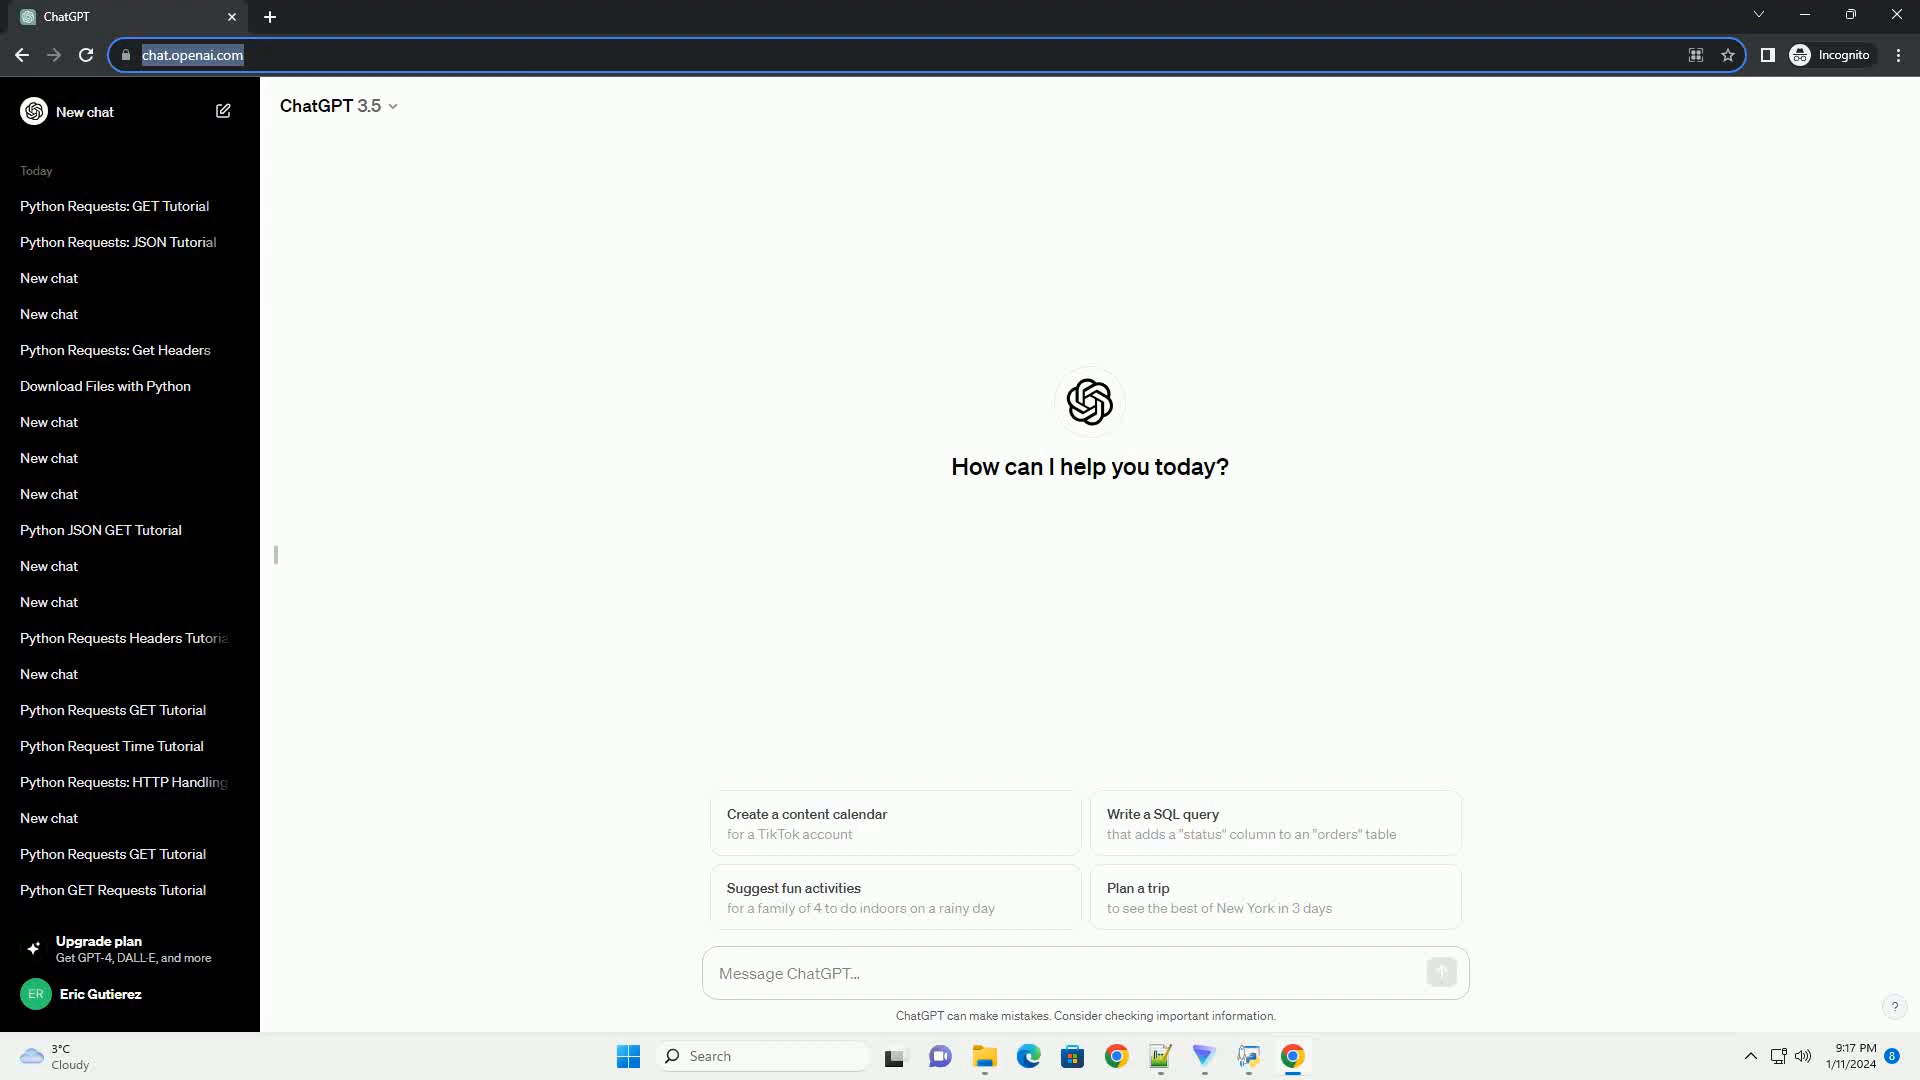 ChatGPT
chat.openai.com
Incognito
New chat
ChatGPT 3.5
Today
Python Requests: GET Tutorial
Python Requests: JSON Tutorial
New chat
New chat
Python Requests: Get Headers
Download Files with Python
New chat
New chat
New chat
Python JSON GET Tutorial
New chat
New chat
Python Requests Headers Tutoria
New chat
Python Requests GET Tutorial
Python Request Time Tutorial
Python Requests: HTTP Handling
New chat
Python Requests GET Tutorial
Python GET Requests Tutorial
Upgrade plan
Get GPT-4, DALL·E, and more
ER
Eric Gutierez
How can I help you today?
Create a content calendar
for a TikTok account
Write a SQL query
that adds a "status" column to an "orders" table
Suggest fun activities
for a family of 4 to do indoors on a rainy day
Plan a trip
to see the best of New York in 3 days
Message ChatGPT...
ChatGPT can make mistakes. Consider checking important information.
?
3°C
Cloudy
Search
9:17 PM
1/11/2024
8